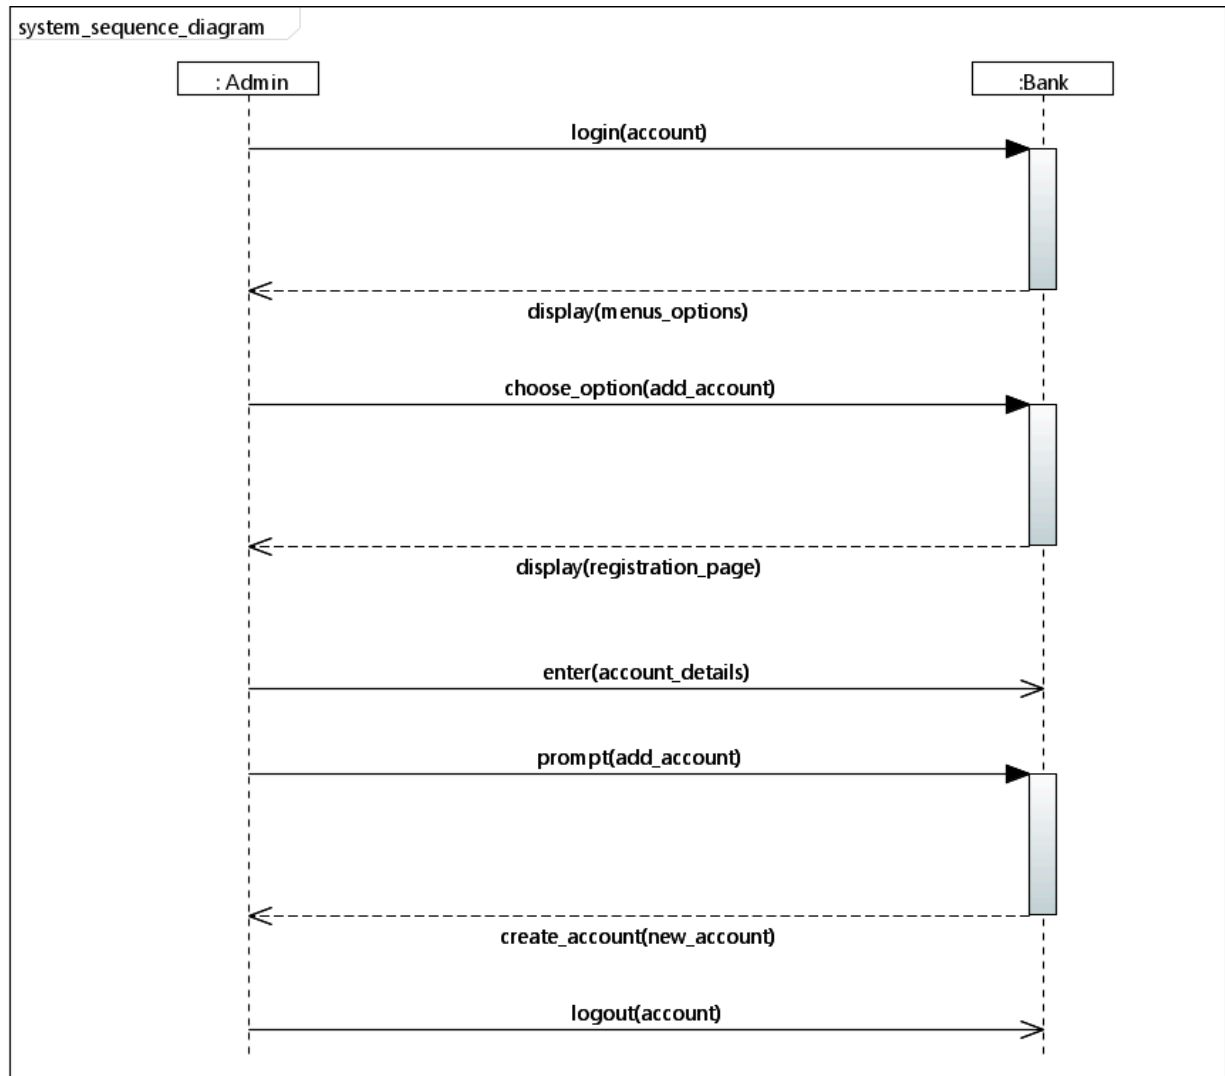 system_sequence_diagram
: Admin
:Bank
login(account)
display(menus_options)
choose_option(add_account)
display(registration_page)
enter(account_details)
prompt(add_account)
create_account(new_account)
logout(account)